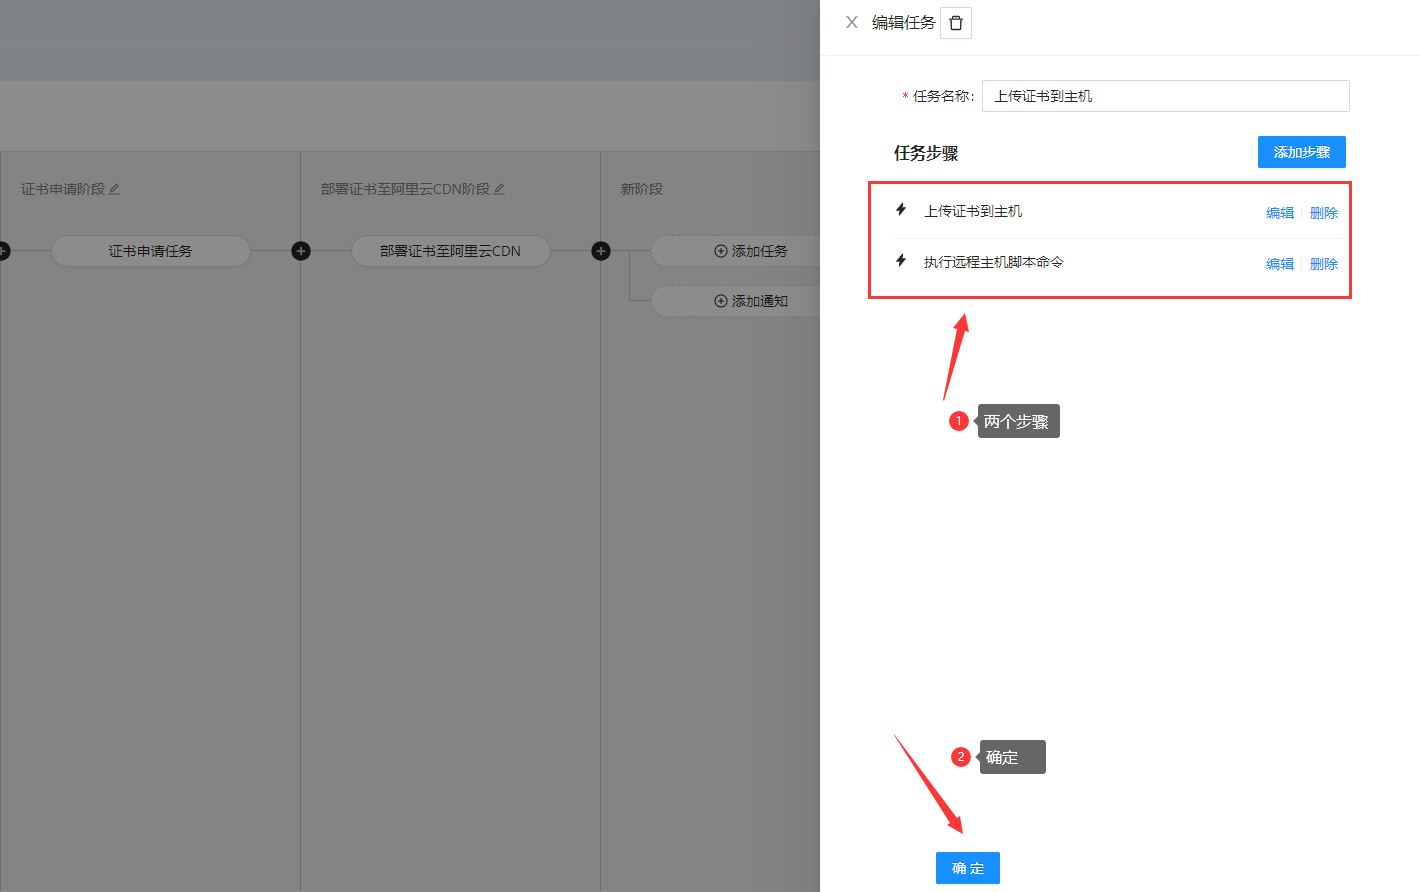 编辑任务
* 任务名称: 上传证书到主机
任务步骤 添加步骤
证书申请阶段 部署证书至阿里云CDN阶段 新阶段
上传证书到主机 编辑 删除
证书申请任务 部署证书至阿里云CDN 添加任务
执行远程主机脚本命令 编辑 删除
添加通知
1 两个步骤
2 确定
确 定